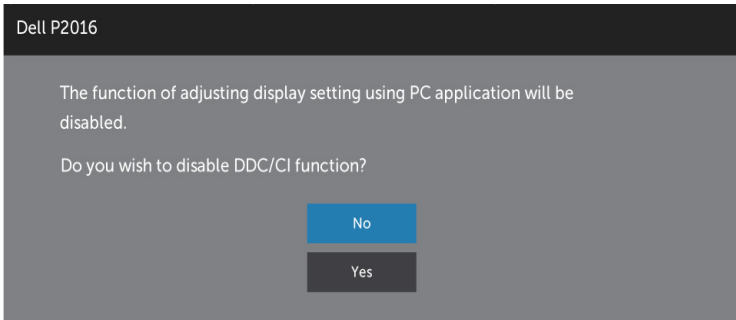 Dell P2016
The function of adjusting display setting using PC application will be
disabled.
Do you wish to disable DDC/CI function?
No
Yes